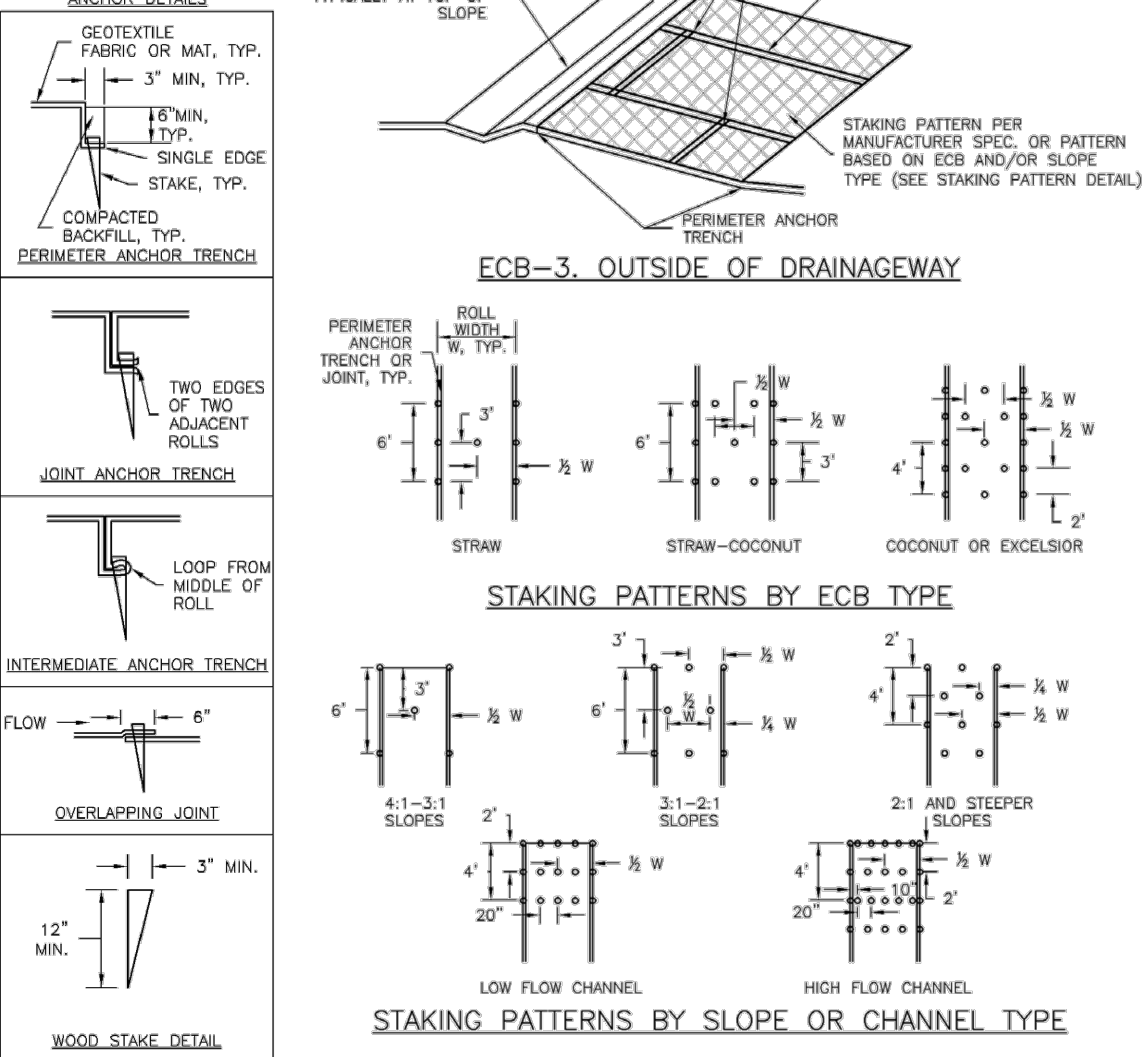 ANCHOR DETAILS
GEOTEXTILE
FABRIC OR MAT, TYP.
3" MIN, TYP.
6"MIN,
TYP.
SINGLE EDGE
STAKE, TYP.
COMPACTED
BACKFILL, TYP.
PERIMETER ANCHOR TRENCH
TWO EDGES
OF TWO
ADJACENT
ROLLS
JOINT ANCHOR TRENCH
LOOP FROM
MIDDLE OF
ROLL
INTERMEDIATE ANCHOR TRENCH
FLOW
6"
OVERLAPPING JOINT
3" MIN.
12"
MIN.
WOOD STAKE DETAIL
SLOPE
STAKING PATTERN PER
MANUFACTURER SPEC. OR PATTERN
BASED ON ECB AND/OR SLOPE
TYPE (SEE STAKING PATTERN DETAIL)
PERIMETER ANCHOR
TRENCH
ECB-3. OUTSIDE OF DRAINAGEWAY
PERIMETER
ANCHOR
TRENCH OR
JOINT, TYP.
ROLL
WIDTH
W, TYP.
6'
3'
½ W
STRAW
6'
½ W
½ W
3'
STRAW-COCONUT
4'
½ W
½ W
2'
COCONUT OR EXCELSIOR
STAKING PATTERNS BY ECB TYPE
6'
3'
½ W
4:1-3:1
SLOPES
3'
6'
½ W
½
W
¼ W
3:1-2:1
SLOPES
2'
4'
¼ W
½ W
2:1 AND STEEPER
SLOPES
2'
4'
½ W
20"
LOW FLOW CHANNEL
4'
½ W
10"
2'
20"
HIGH FLOW CHANNEL
STAKING PATTERNS BY SLOPE OR CHANNEL TYPE